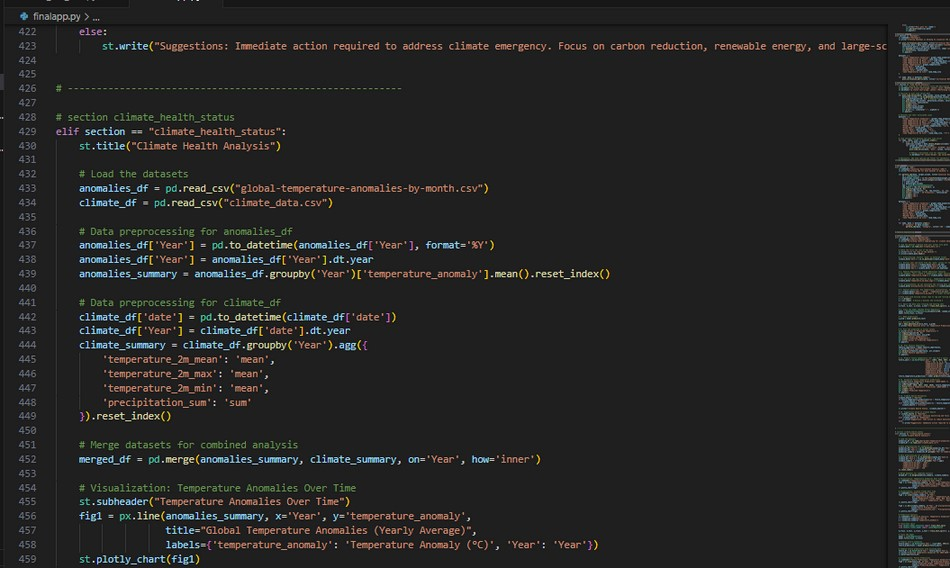 finalapp.py > ...
422 else:
423 st.write("Suggestions: Immediate action required to address climate emergency. Focus on carbon reduction, renewable energy, and large-sc
424
425
426 # ----------------------------------------------------------
427
428 # section climate_health_status
429 elif section == "climate_health_status":
430 st.title("Climate Health Analysis")
431
432 # Load the datasets
433 anomalies_df = pd.read_csv("global-temperature-anomalies-by-month.csv")
434 climate_df = pd.read_csv("climate_data.csv")
435
436 # Data preprocessing for anomalies_df
437 anomalies_df['Year'] = pd.to_datetime(anomalies_df['Year'], format='%Y')
438 anomalies_df['Year'] = anomalies_df['Year'].dt.year
439 anomalies_summary = anomalies_df.groupby('Year')['temperature_anomaly'].mean().reset_index()
440
441 # Data preprocessing for climate_df
442 climate_df['date'] = pd.to_datetime(climate_df['date'])
443 climate_df['Year'] = climate_df['date'].dt.year
444 climate_summary = climate_df.groupby('Year').agg({
445 'temperature_2m_mean': 'mean',
446 'temperature_2m_max': 'mean',
447 'temperature_2m_min': 'mean',
448 'precipitation_sum': 'sum'
449 }).reset_index()
450
451 # Merge datasets for combined analysis
452 merged_df = pd.merge(anomalies_summary, climate_summary, on='Year', how='inner')
453
454 # Visualization: Temperature Anomalies Over Time
455 st.subheader("Temperature Anomalies Over Time")
456 fig1 = px.line(anomalies_summary, x='Year', y='temperature_anomaly',
457 title="Global Temperature Anomalies (Yearly Average)",
458 labels={'temperature_anomaly': 'Temperature Anomaly (°C)', 'Year': 'Year'})
459 st.plotly_chart(fig1)